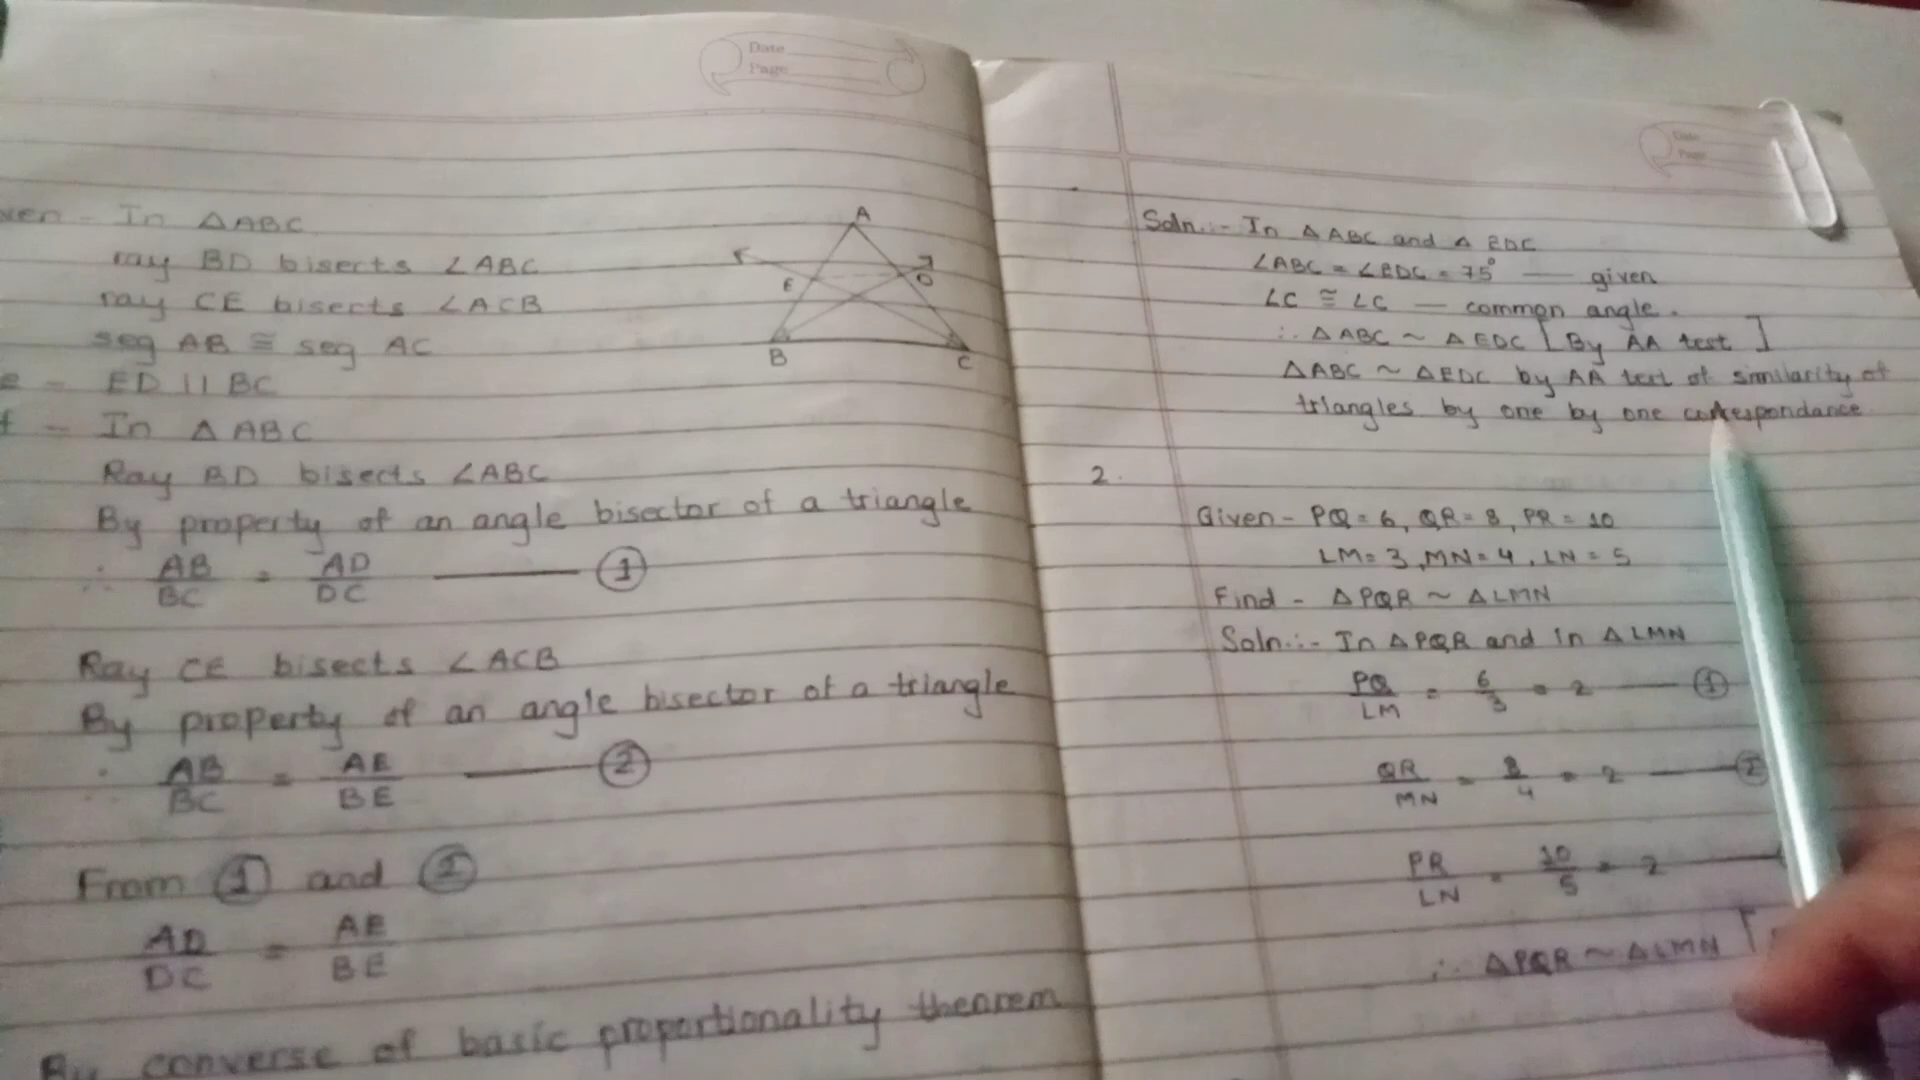 Date
Page
In △ABC
ray BD bisects ∠ABC
ray CE bisects ∠ACB
seg AB ≅ seg AC
ED || BC
In △ABC
Ray BD bisects ∠ABC
By property of an angle bisector of a triangle
∴ AB/BC = AD/DC —— ①
Ray CE bisects ∠ACB
By property of an angle bisector of a triangle
∴ AB/BC = AE/BE —— ②
From ① and ②
AD/DC = AE/BE
By converse of basic proportionality theorem
A
E
D
B
C
Date
Page
Soln.:- In △ABC and △EDC
∠ABC = ∠EDC = 75° — given
∠C ≅ ∠C — common angle.
∴ △ABC ~ △EDC [By AA test]
△ABC ~ △EDC by AA test of similarity of
triangles by one by one correspondance
2.
Given - PQ = 6, QR = 8, PR = 10
LM = 3, MN = 4, LN = 5
Find - △PQR ~ △LMN
Soln.:- In △PQR and in △LMN
PQ/LM = 6/3 = 2 —— ①
QR/MN = 8/4 = 2 —— ②
PR/LN = 10/5 = 2 ——
∴ △PQR ~ △LMN [